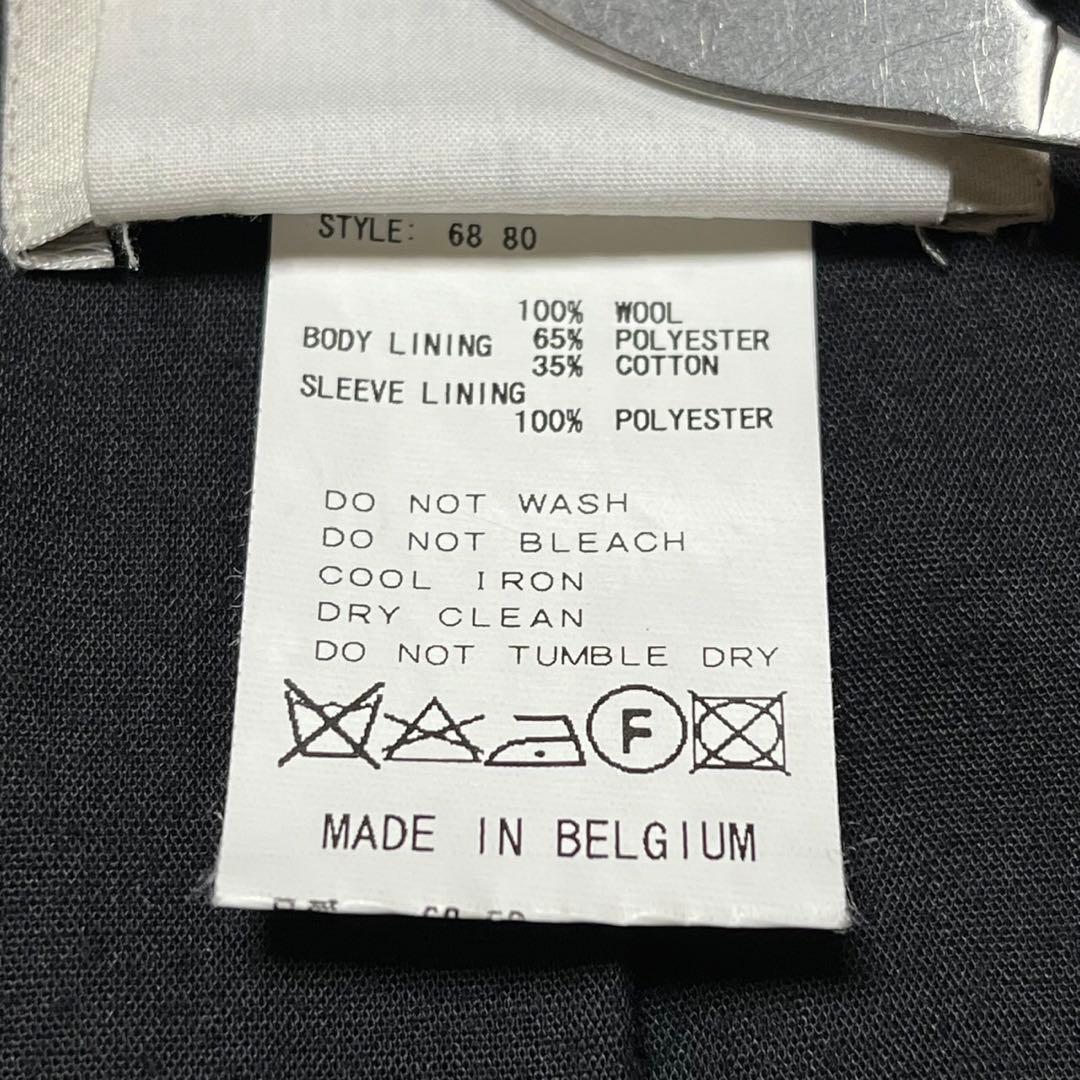 STYLE: 68 80
100% WOOL
BODY LINING 65% POLYESTER
35% COTTON
SLEEVE LINING
100% POLYESTER
DO NOT WASH
DO NOT BLEACH
COOL IRON
DRY CLEAN
DO NOT TUMBLE DRY
F
MADE IN BELGIUM